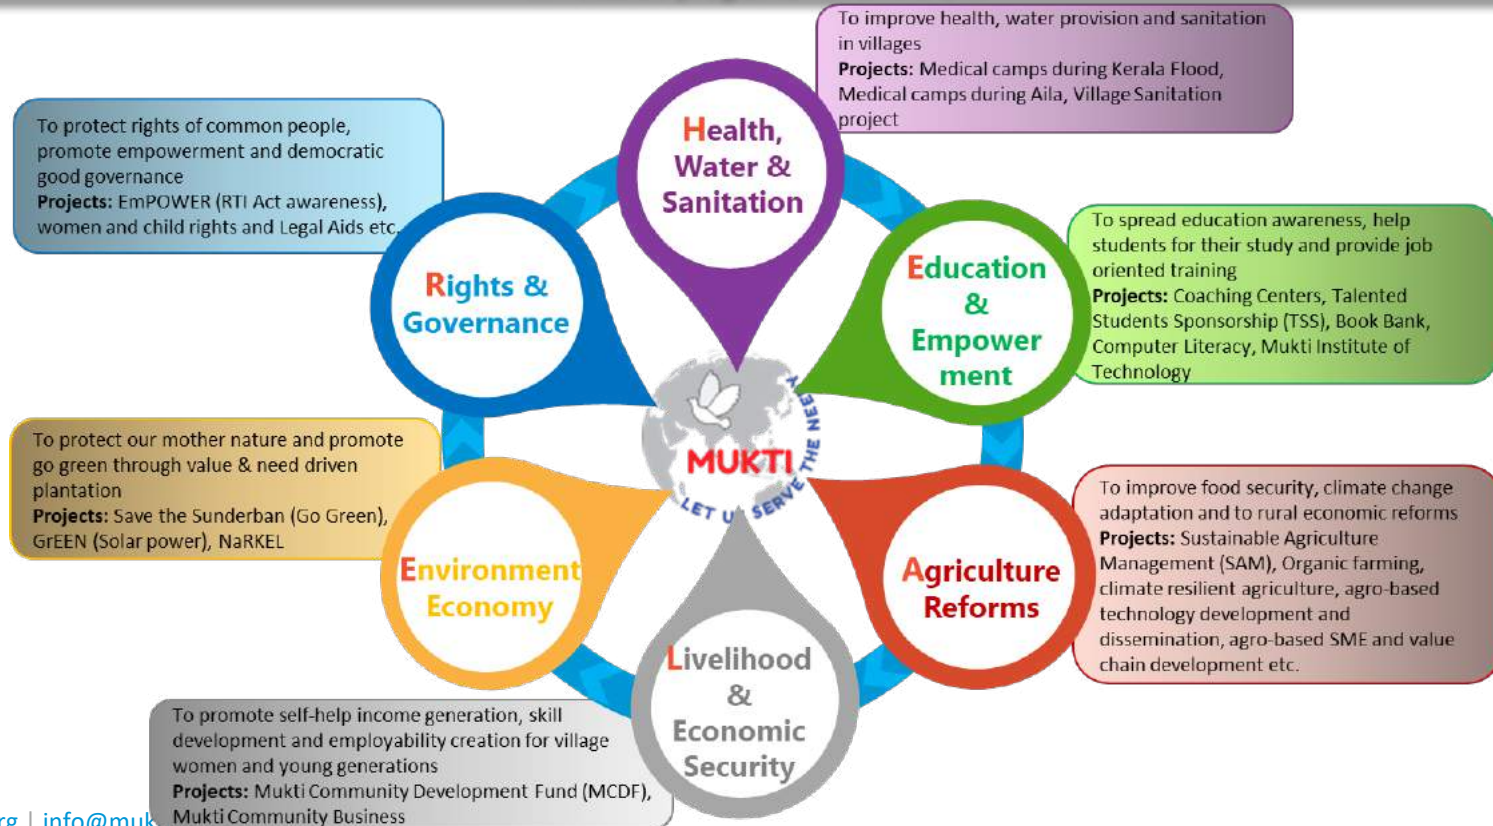 To improve health, water provision and sanitation
in villages
Projects: Medical camps during Kerala Flood,
Medical camps during Aila, Village Sanitation
project
Health,
Water &
Sanitation
To protect rights of common people,
promote empowerment and democratic
good governance
Projects: EmPOWER (RTI Act awareness),
women and child rights and Legal Aids etc.
Rights &
Governance
Education
&
Empower
ment
To spread education awareness, help
students for their study and provide job
oriented training
Projects: Coaching Centers, Talented
Students Sponsorship (TSS), Book Bank,
Computer Literacy, Mukti Institute of
Technology
MUKTI
LET US SERVE THE NEEDY
To protect our mother nature and promote
go green through value & need driven
plantation
Projects: Save the Sunderban (Go Green),
GrEEN (Solar power), NaRKEL
Environment
Economy
Agriculture
Reforms
To improve food security, climate change
adaptation and to rural economic reforms
Projects: Sustainable Agriculture
Management (SAM), Organic farming,
climate resilient agriculture, agro-based
technology development and
dissemination, agro-based SME and value
chain development etc.
Livelihood
&
Economic
Security
To promote self-help income generation, skill
development and employability creation for village
women and young generations
Projects: Mukti Community Development Fund (MCDF),
Mukti Community Business
rg | info@muk